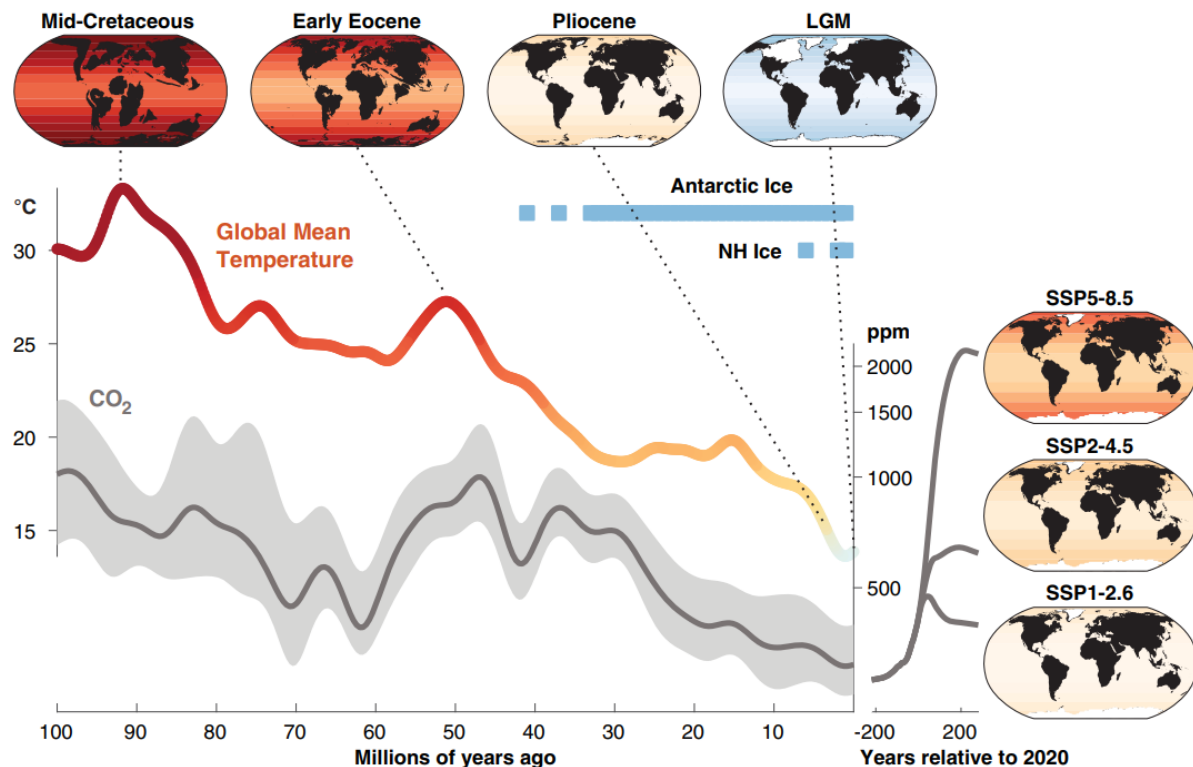 Mid-Cretaceous
Early Eocene
Pliocene
LGM
°C
30
25
20
15
Global Mean
Temperature
CO2
Antarctic Ice
NH Ice
ppm
2000
1500
1000
500
SSP5-8.5
SSP2-4.5
SSP1-2.6
100 90 80 70 60 50 40 30 20 10
-200 200
Millions of years ago
Years relative to 2020